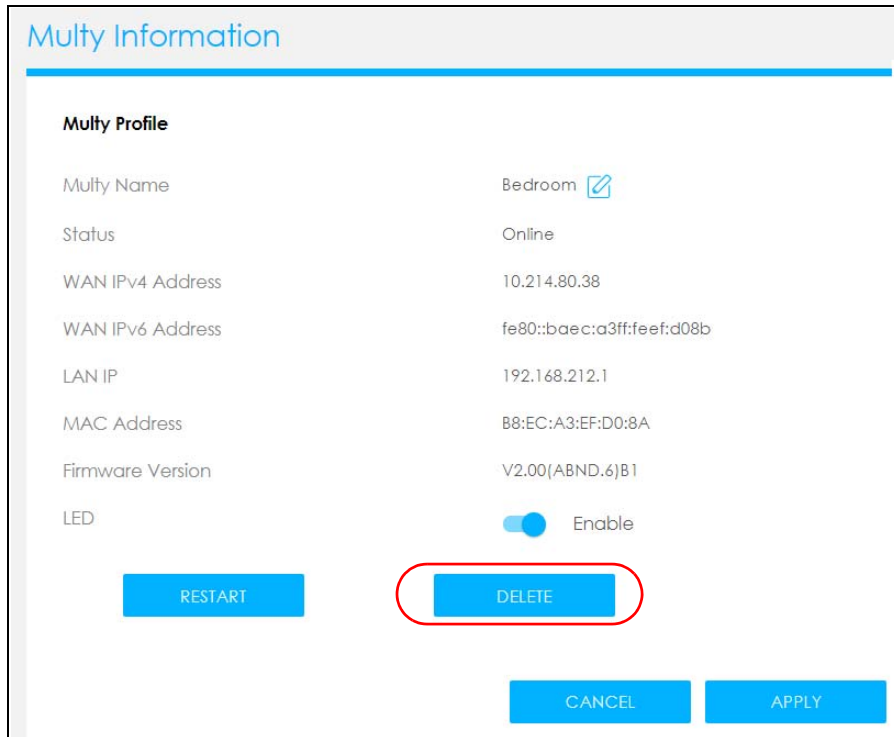 Multy Information
Multy Profile
Multy Name Bedroom
Status Online
WAN IPv4 Address 10.214.80.38
WAN IPv6 Address fe80::baec:a3ff:feef:d08b
LAN IP 192.168.212.1
MAC Address B8:EC:A3:EF:D0:8A
Firmware Version V2.00(ABND.6)B1
LED Enable
RESTART DELETE
CANCEL APPLY